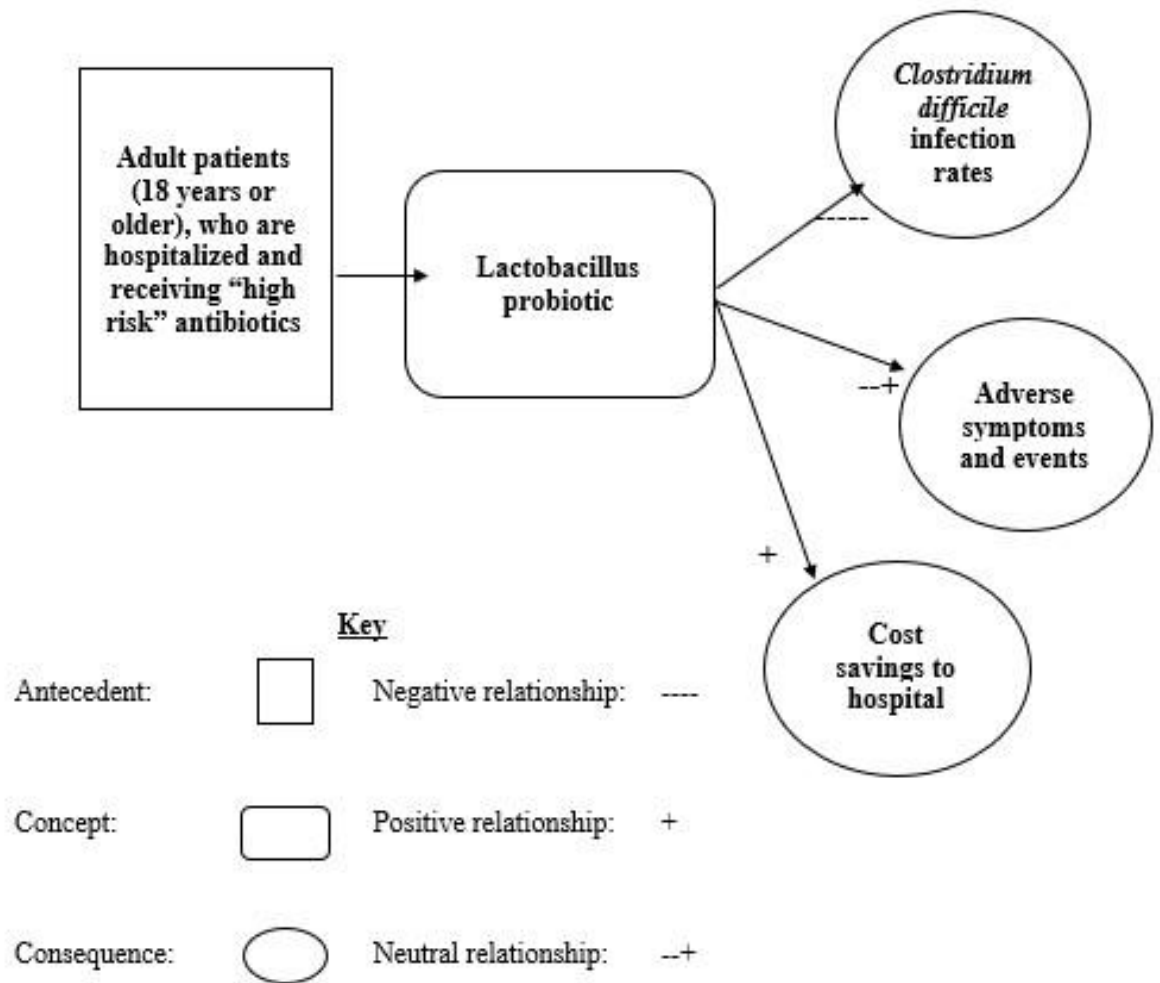 Adult patients
(18 years or
older), who are
hospitalized and
receiving “high
risk” antibiotics
Lactobacillus
probiotic
Clostridium
difficile
infection
rates
-----
--+
Adverse
symptoms
and events
+
Cost
savings to
hospital
Key
Antecedent:
Negative relationship: ----
Concept:
Positive relationship: +
Consequence:
Neutral relationship: --+